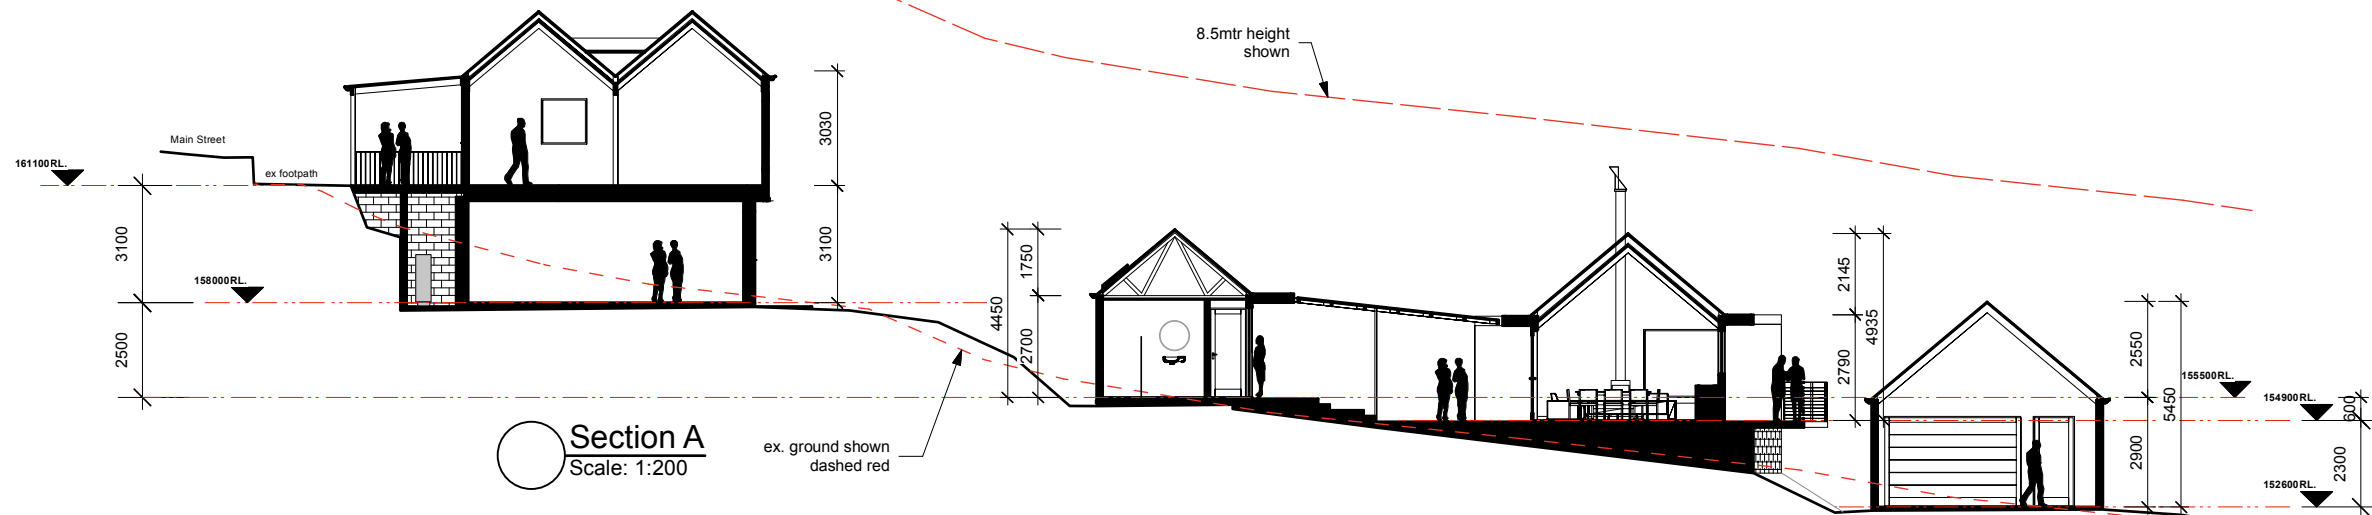 8.5mtr height
shown
Main Street
161100RL.
ex footpath
3030
3100
3100
158000RL.
2500
4450
1750
2700
2145
4935
2790
2550
155500RL.
154900RL.
600
5450
2900
2300
152600RL.
Section A
Scale: 1:200
ex. ground shown
dashed red